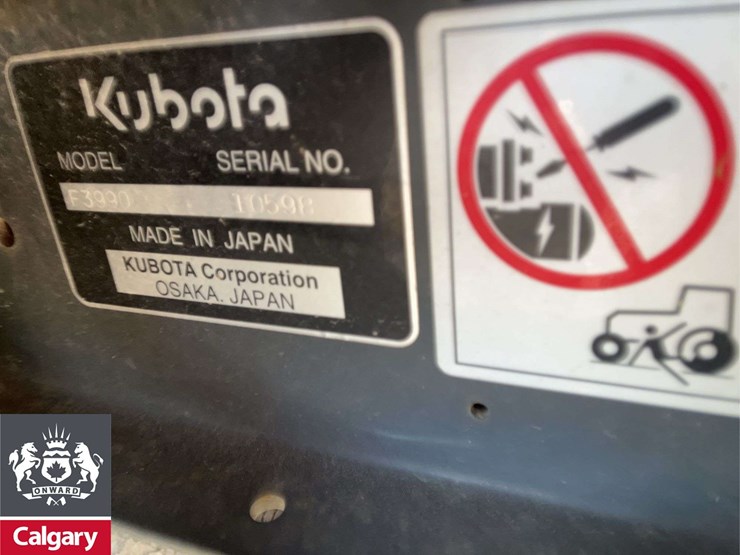 Kubota
MODEL SERIAL NO.
F3990 10598
MADE IN JAPAN
KUBOTA Corporation
OSAKA. JAPAN
ONWARD
Calgary